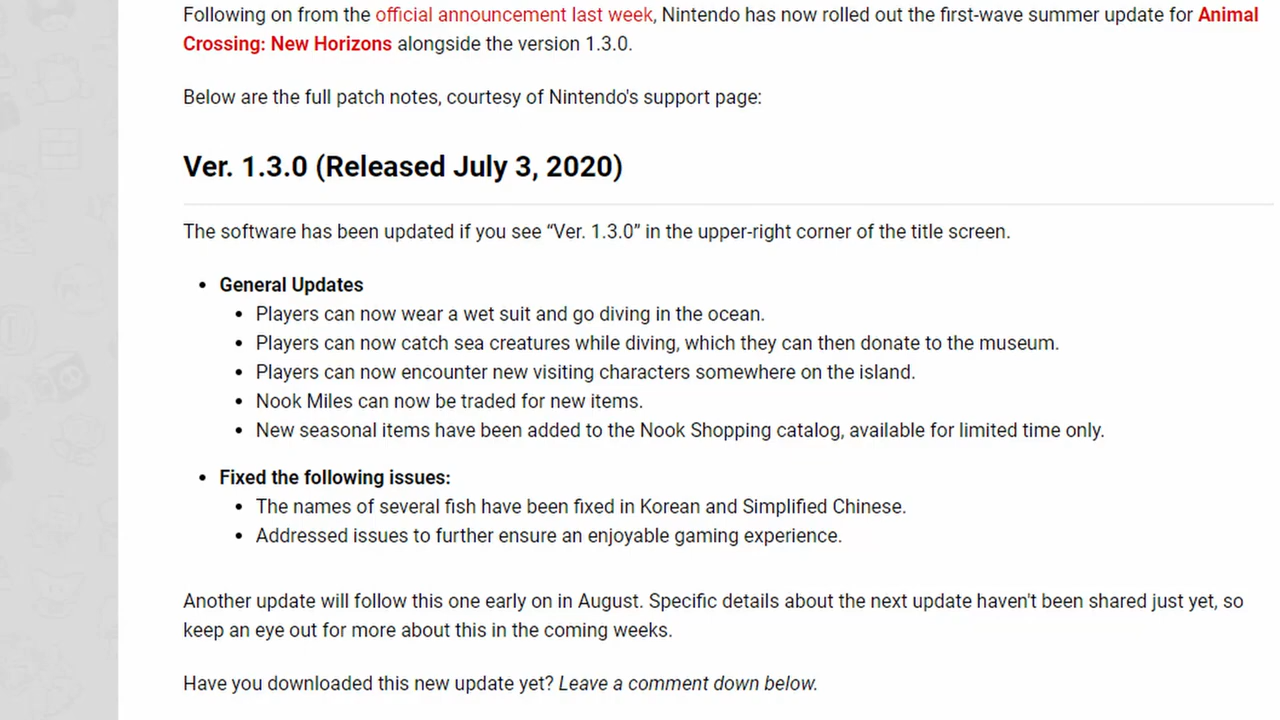 Following on from the official announcement last week, Nintendo has now rolled out the first-wave summer update for Animal
Crossing: New Horizons alongside the version 1.3.0.
Below are the full patch notes, courtesy of Nintendo's support page:
Ver. 1.3.0 (Released July 3, 2020)
The software has been updated if you see “Ver. 1.3.0” in the upper-right corner of the title screen.
• General Updates
• Players can now wear a wet suit and go diving in the ocean.
• Players can now catch sea creatures while diving, which they can then donate to the museum.
• Players can now encounter new visiting characters somewhere on the island.
• Nook Miles can now be traded for new items.
• New seasonal items have been added to the Nook Shopping catalog, available for limited time only.
• Fixed the following issues:
• The names of several fish have been fixed in Korean and Simplified Chinese.
• Addressed issues to further ensure an enjoyable gaming experience.
Another update will follow this one early on in August. Specific details about the next update haven't been shared just yet, so
keep an eye out for more about this in the coming weeks.
Have you downloaded this new update yet? Leave a comment down below.